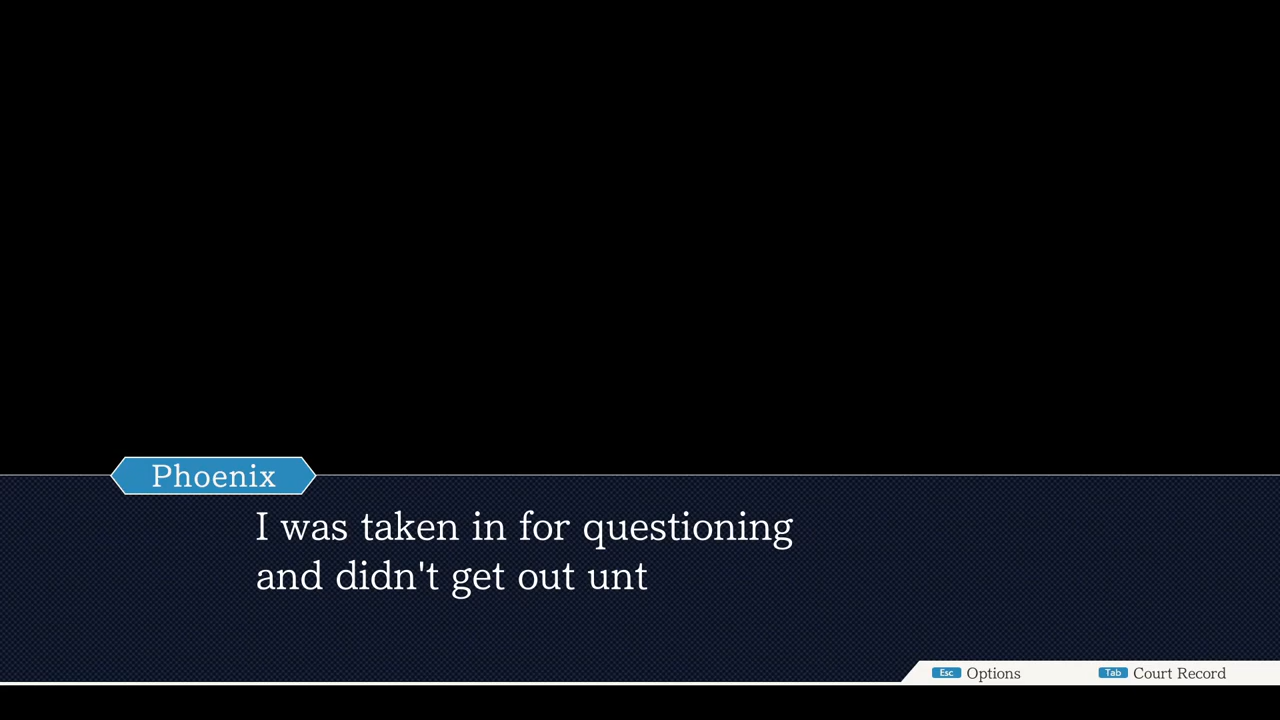 Phoenix
I was taken in for questioning
and didn't get out unt
Esc Options Tab Court Record